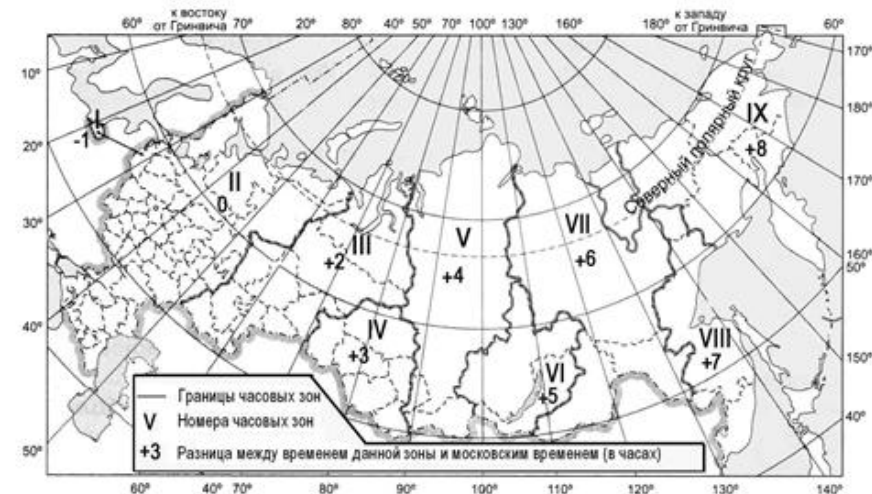 к востоку от Гринвича
60° 70° 80° 40° 50° 70° 100° 130° 160° 180°
к западу от Гринвича
60°
170°
10°
180°
20°
170°
30°
160°
50°
40°
150°
50°
40°
I
-1
II
0
III
+2
IV
+3
V
+4
VI
+5
VII
+6
VIII
+7
IX
+8
Северный полярный круг
Границы часовых зон
V Номера часовых зон
+3 Разница между временем данной зоны и московским временем (в часах)
60° 40° 70° 80° 90° 100° 110° 120° 130° 140°